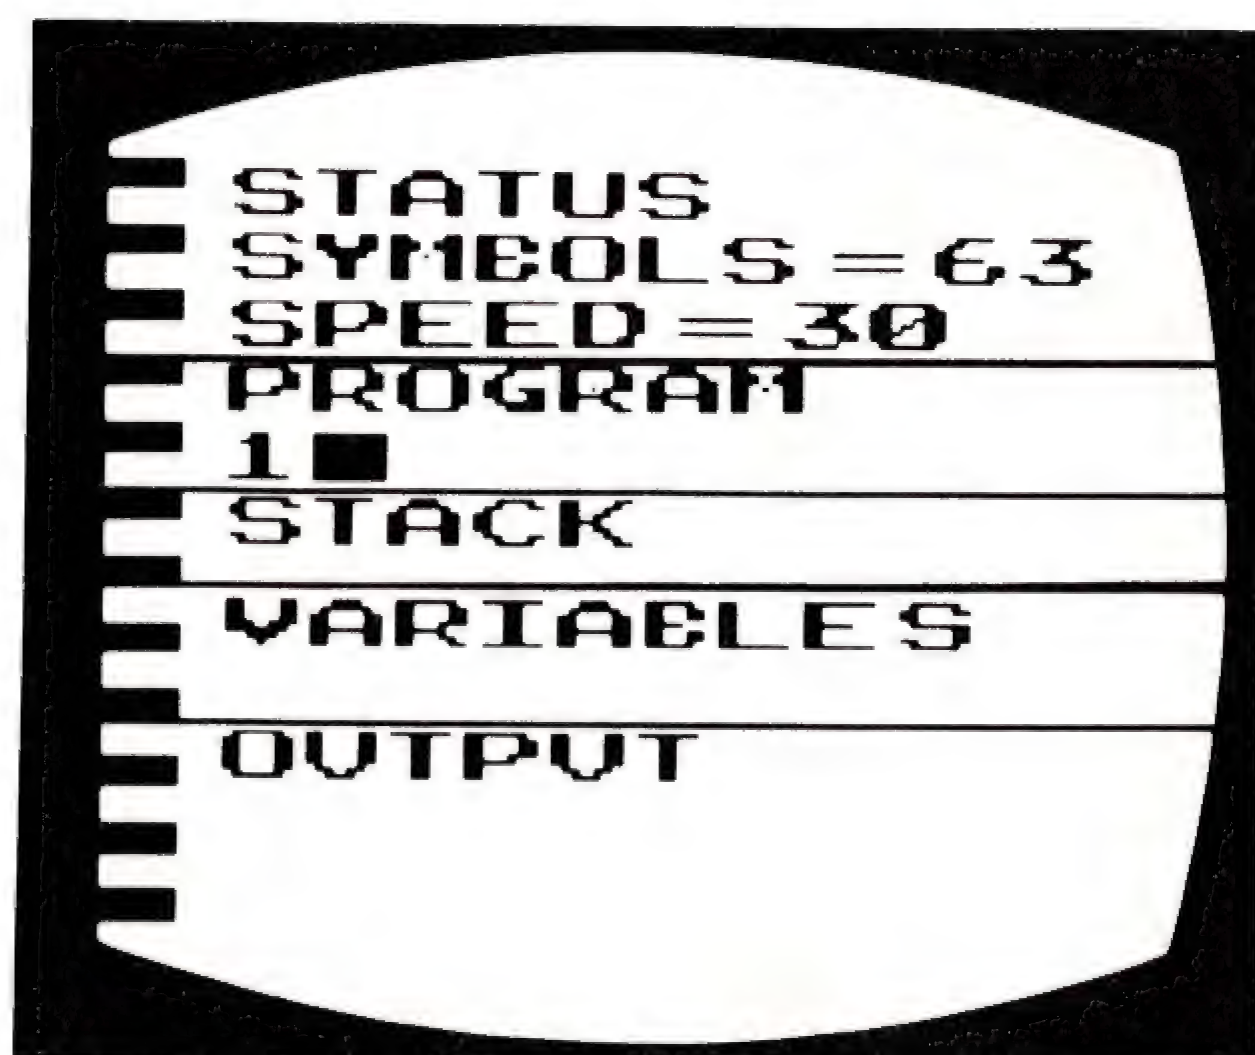 STATUS
SYMBOLS=63
SPEED=30
PROGRAM
1
STACK
VARIABLES
OUTPUT